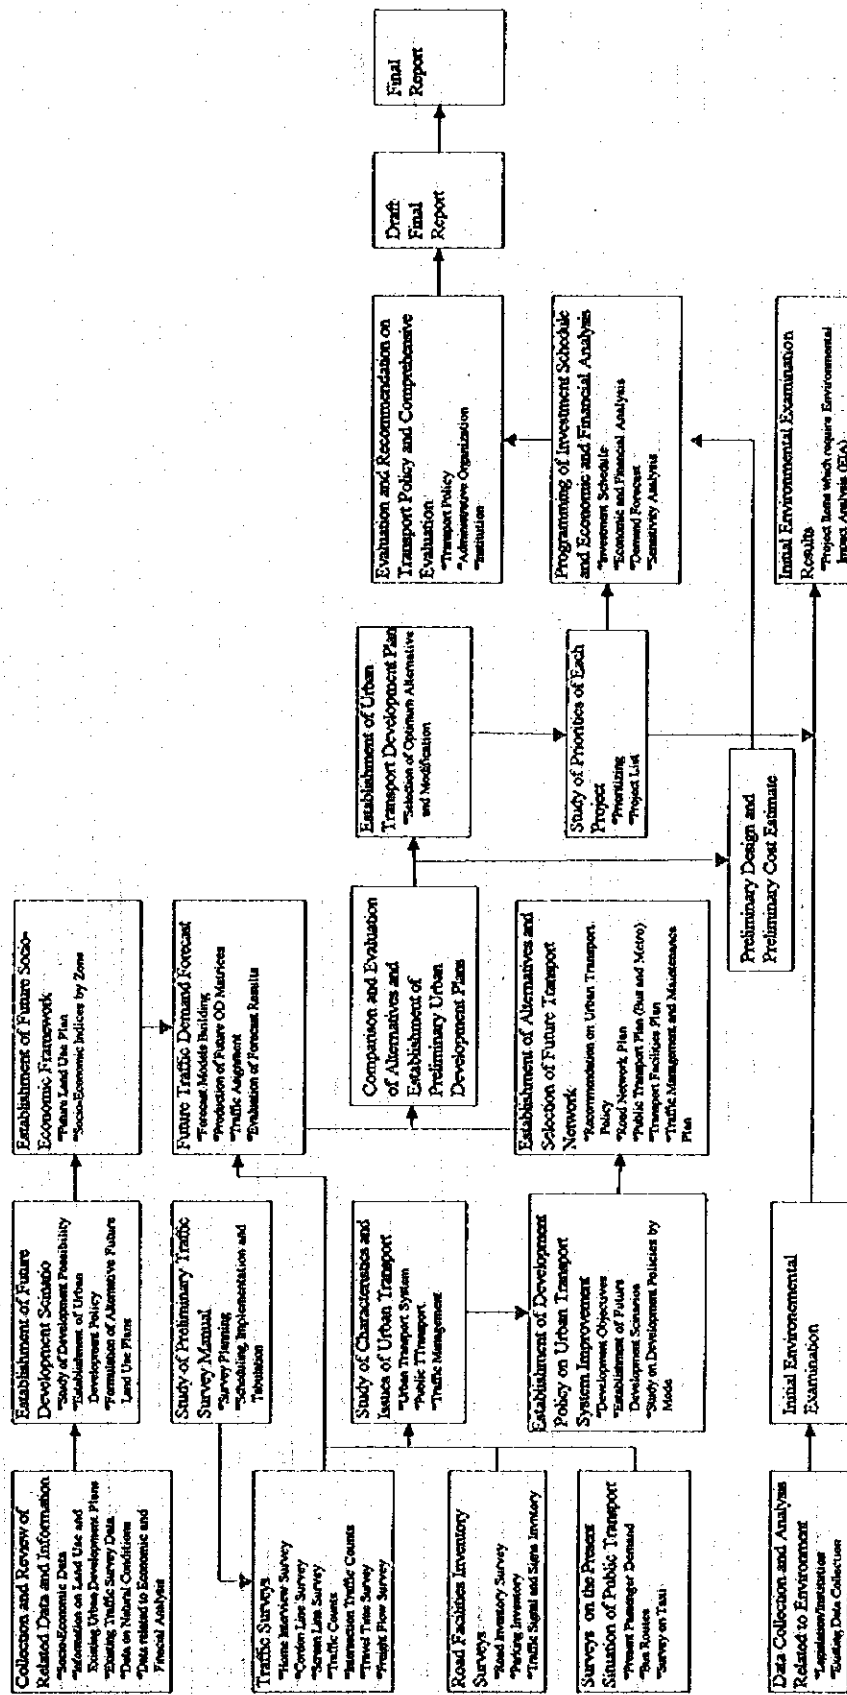 Collection and Review of
Related Data and Information
*Socio-Economic Data
*Information on Land Use and
Existing Urban Development Plans
*Existing Traffic Survey Data
*Data on Natural Conditions
*Data related to Economic and
Finacial Analysis
Establishment of Future
Development Scinario
*Study of Development Possibility
*Establishment of Urban
Development Policy
*Formulation of Alternative Future
Land Use Plans
Establishment of Future Socio-
Economic Framework
*Future Land Use Plan
*Socio-Economic Indices by Zone
Study of Preliminary Traffic
Survey Manual
*Survey Planning
*Scheduling, Implementation and
Tabulation
Future Traffic Demand Forecast
*Forecast Models Building
*Production of Future OD Matrices
*Traffic Assignment
*Evaluation of Forecast Results
Traffic Surveys
*Home Interview Survey
*Cordon Line Survey
*Screen Line Survey
*Traffic Counts
*Intersection Traffic Counts
*Travel Time Survey
*Freight Flow Survey
Study of Characteristics and
Issues of Urban Transport
*Urban Transport System
*Public TTransport
*Traffic Management
Comparison and Evaluation
of Alternatives and
Establishment of
Preliminary Urban
Development Plans
Establishment of Urban
Transport Development Plan
*Selection of Optimum Alternative
and Modification
Evaluation and Recommendation on
Transport Policy and Comprehensive
Evaluation
*Transport Policy
*Administrative Organization
*Institution
Draft
Final
Report
Final
Report
Road Facilities Inventory
Surveys
*Road Inventory Survey
*Parking Inventory
*Traffic Signal and Signs Invntory
Establishment of Development
Policy on Urban Transport
System Improvement
*Development Objectives
*Establishment of Future
Development Scenarios
*Study on Development Policies by
Mode
Establishment of Alternatives and
Selection of Future Transport
Network
*Recommendation on Urban Transport
Policy
*Road Network Plan
*Public Transport Plan (Bus and Metro)
*Transport Facilities Plan
*Traffic Management and Maintenance
Plan
Study of Priorities of Each
Project
*Prioritizing
*Project List
Programming of Investment Schedule
and Economic and Financial Analysis
*Investment Schedule
*Economic and Financial Analysis
*Demand Forecast
*Sensitivity Analysis
Surveys on the Present
Situation of Public Transport
*Present Passenger Demand
*Bus Routes
*Survey on Taxi
Preliminary Design and
Preliminary Cost Estimate
Data Collection and Analysis
Related to Environment
*Legislation/Institution
*Existing Data Collection
Initial Environemental
Examination
Initial Environmental Examination
Results
*Project Items which require Environmental
Impact Analysis (EIA)